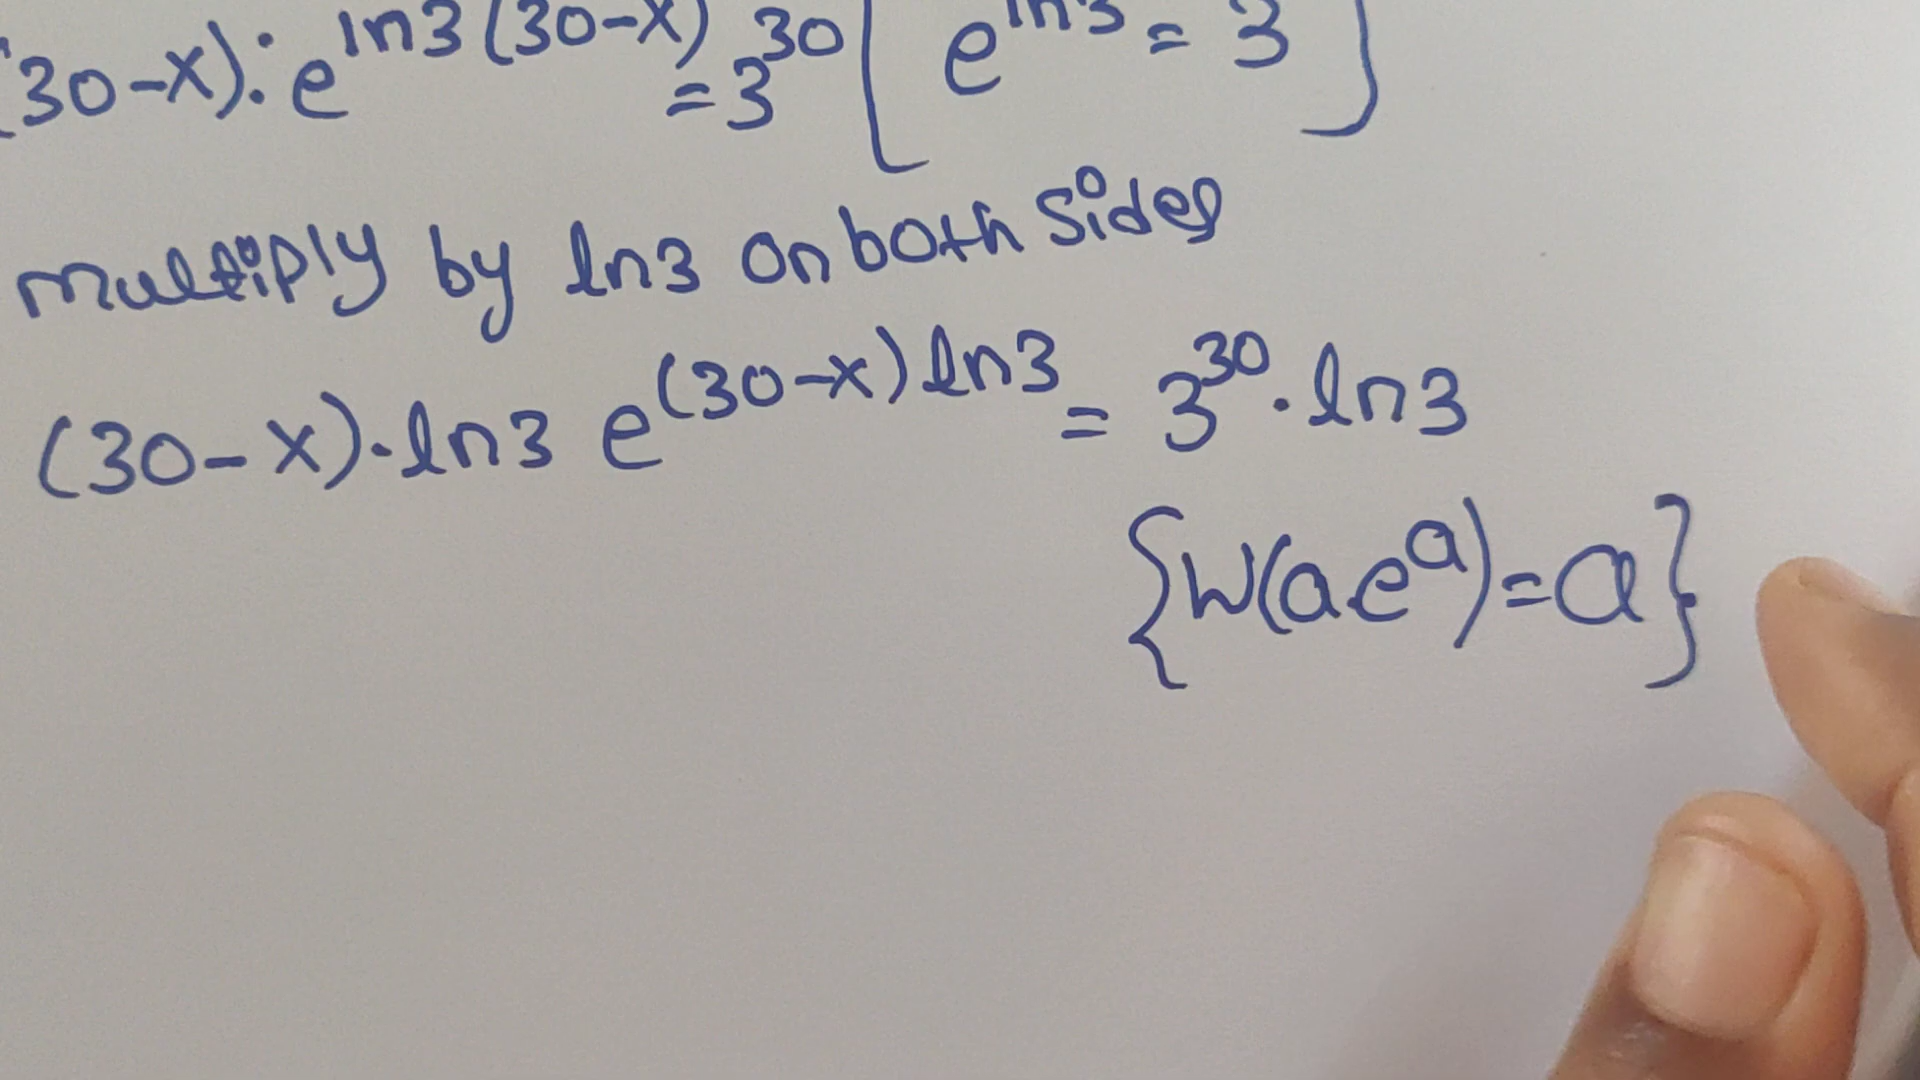 (30-x).e^ln3(30-x) = 3^30 [e^ln3 = 3]
multiply by ln3 on both sides
(30-x)·ln3 e^(30-x)ln3 = 3^30·ln3
{W(ae^a)=a}